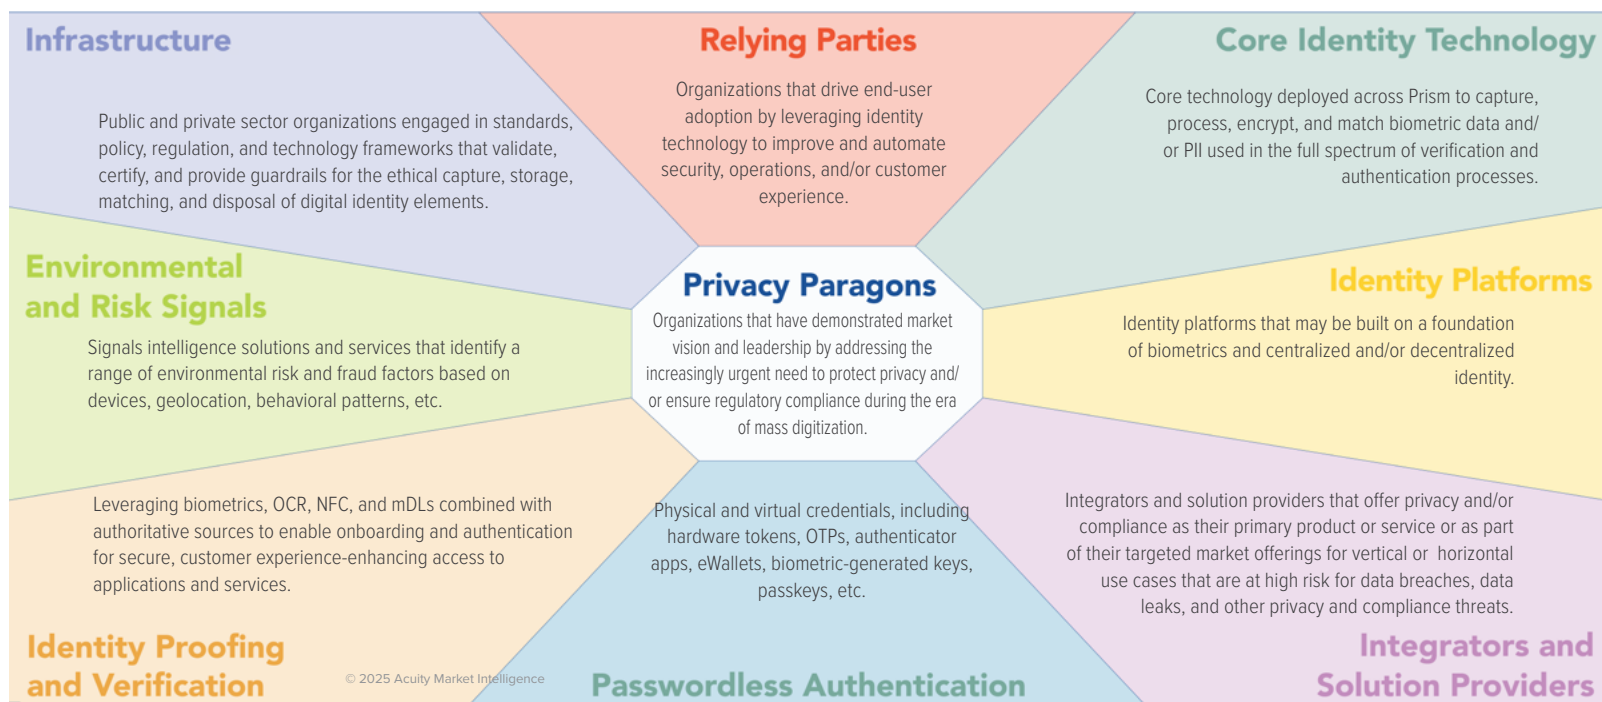 Infrastructure
Public and private sector organizations engaged in standards,
policy, regulation, and technology frameworks that validate,
certify, and provide guardrails for the ethical capture, storage,
matching, and disposal of digital identity elements.
Relying Parties
Organizations that drive end-user
adoption by leveraging identity
technology to improve and automate
security, operations, and/or customer
experience.
Core Identity Technology
Core technology deployed across Prism to capture,
process, encrypt, and match biometric data and/
or PII used in the full spectrum of verification and
authentication processes.
Environmental
and Risk Signals
Signals intelligence solutions and services that identify a
range of environmental risk and fraud factors based on
devices, geolocation, behavioral patterns, etc.
Privacy Paragons
Organizations that have demonstrated market
vision and leadership by addressing the
increasingly urgent need to protect privacy and/
or ensure regulatory compliance during the era
of mass digitization.
Identity Platforms
Identity platforms that may be built on a foundation
of biometrics and centralized and/or decentralized
identity.
Leveraging biometrics, OCR, NFC, and mDLs combined with
authoritative sources to enable onboarding and authentication
for secure, customer experience-enhancing access to
applications and services.
Identity Proofing
and Verification
© 2025 Acuity Market Intelligence
Physical and virtual credentials, including
hardware tokens, OTPs, authenticator
apps, eWallets, biometric-generated keys,
passkeys, etc.
Passwordless Authentication
Integrators and solution providers that offer privacy and/or
compliance as their primary product or service or as part
of their targeted market offerings for vertical or horizontal
use cases that are at high risk for data breaches, data
leaks, and other privacy and compliance threats.
Integrators and
Solution Providers